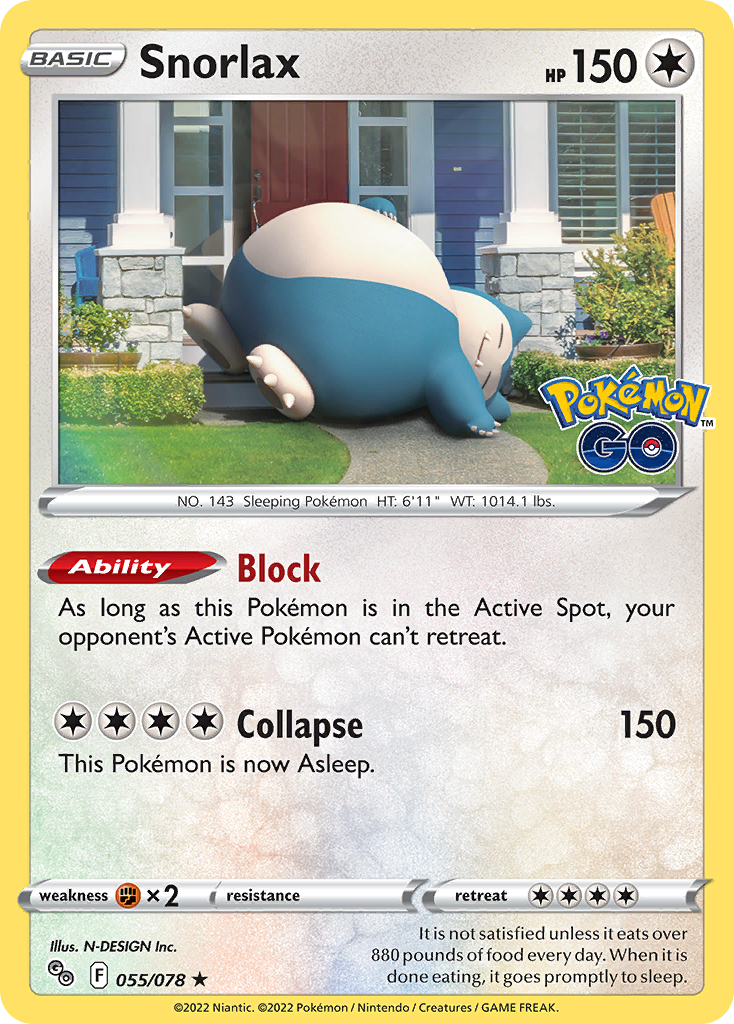 BASIC Snorlax HP 150
POKÉMON TM
GO
NO. 143 Sleeping Pokémon HT: 6'11" WT: 1014.1 lbs.
Ability Block
As long as this Pokémon is in the Active Spot, your
opponent's Active Pokémon can't retreat.
Collapse 150
This Pokémon is now Asleep.
weakness ×2 resistance retreat
Illus. N-DESIGN Inc.
GO F 055/078 ★
It is not satisfied unless it eats over
880 pounds of food every day. When it is
done eating, it goes promptly to sleep.
©2022 Niantic. ©2022 Pokémon / Nintendo / Creatures / GAME FREAK.